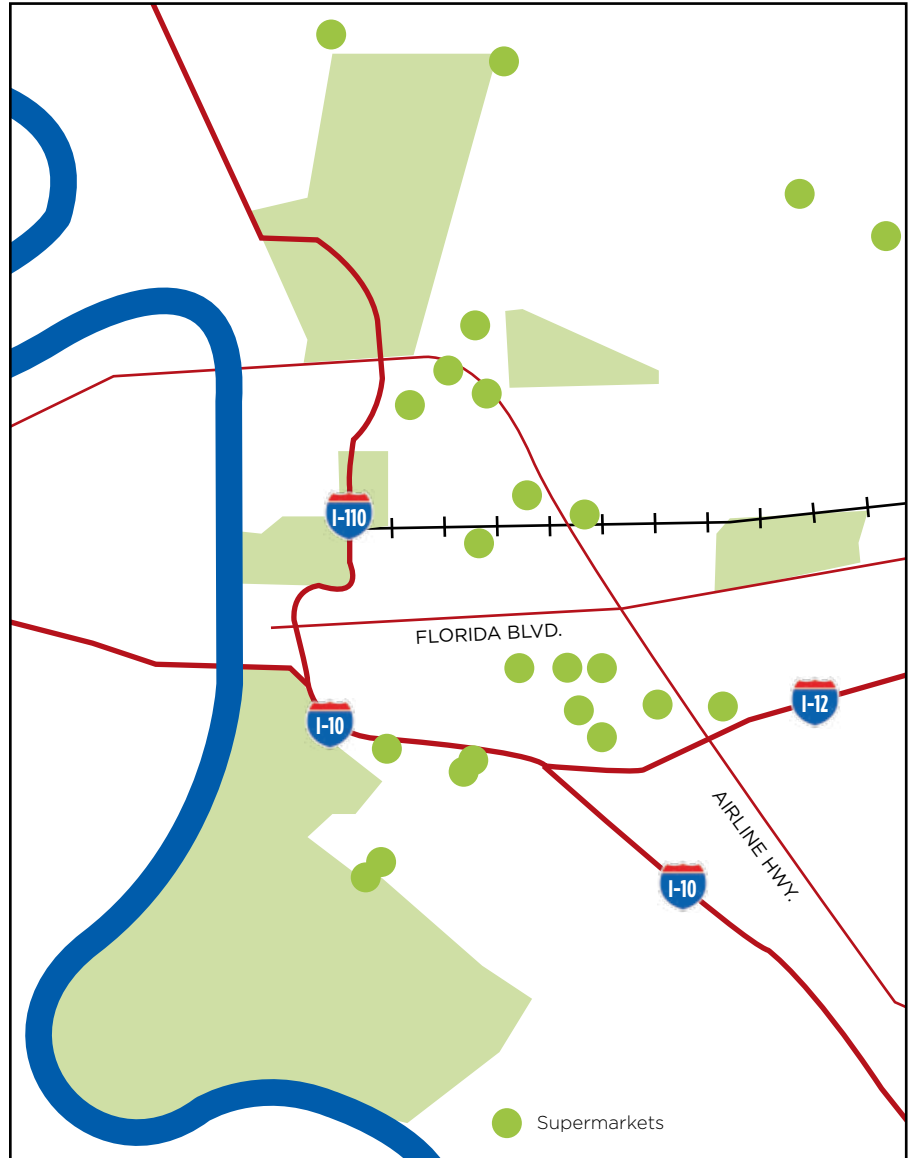 I-110
FLORIDA BLVD.
I-12
I-10
AIRLINE HWY.
I-10
Supermarkets